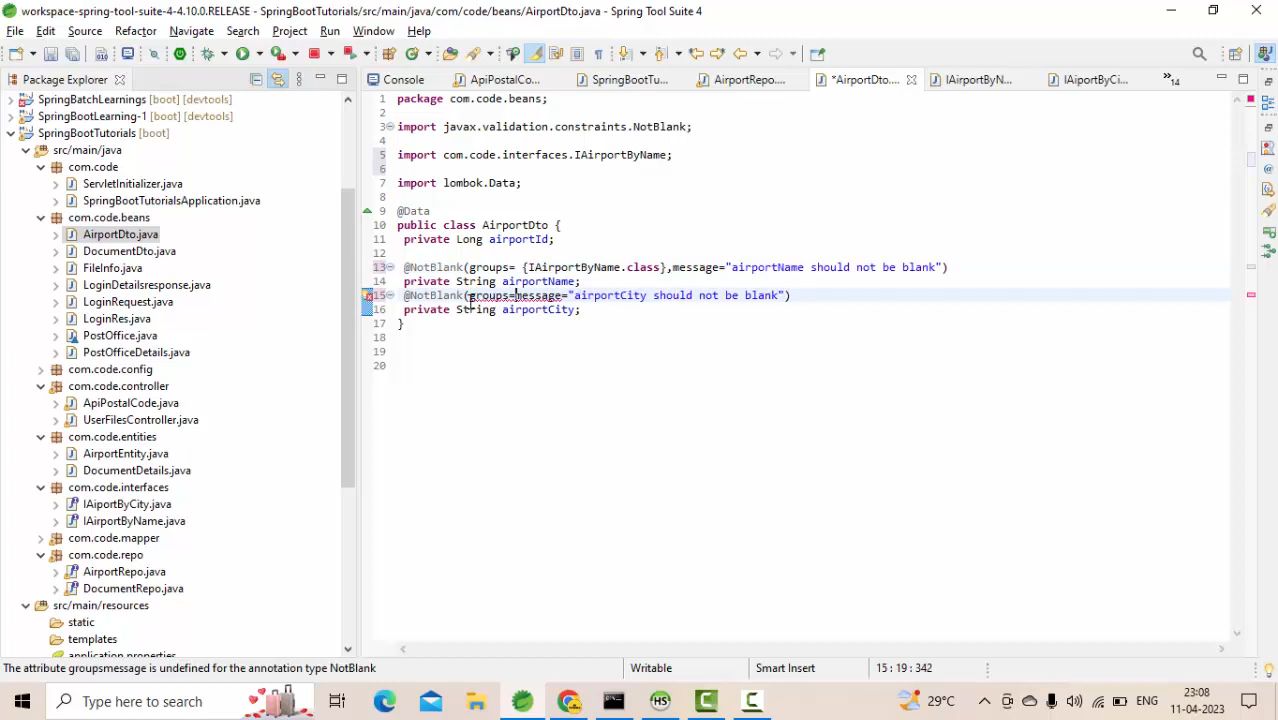 workspace-spring-tool-suite-4-4.10.0.RELEASE - SpringBootTutorials/src/main/java/com/code/beans/AirportDto.java - Spring Tool Suite 4
File Edit Source Refactor Navigate Search Project Run Window Help
Package Explorer
Console ApiPostalCo... SpringBootTu... AirportRepo.... *AirportDto.... IAirportByN... IAiportByCi... »14
SpringBatchLearnings [boot] [devtools]
SpringBootLearning-1 [boot] [devtools]
SpringBootTutorials [boot]
src/main/java
com.code
ServletInitializer.java
SpringBootTutorialsApplication.java
com.code.beans
AirportDto.java
DocumentDto.java
FileInfo.java
LoginDetailsresponse.java
LoginRequest.java
LoginRes.java
PostOffice.java
PostOfficeDetails.java
com.code.config
com.code.controller
ApiPostalCode.java
UserFilesController.java
com.code.entities
AirportEntity.java
DocumentDetails.java
com.code.interfaces
IAiportByCity.java
IAirportByName.java
com.code.mapper
com.code.repo
AirportRepo.java
DocumentRepo.java
src/main/resources
static
templates
application.properties
1 package com.code.beans;
2
3 import javax.validation.constraints.NotBlank;
4
5 import com.code.interfaces.IAirportByName;
6
7 import lombok.Data;
8
9 @Data
10 public class AirportDto {
11 private Long airportId;
12
13 @NotBlank(groups= {IAirportByName.class},message="airportName should not be blank")
14 private String airportName;
15 @NotBlank(groups=message="airportCity should not be blank")
16 private String airportCity;
17 }
18
19
20
The attribute groupsmessage is undefined for the annotation type NotBlank
Writable
Smart Insert
15 : 19 : 342
Type here to search
29°C
ENG
23:08
11-04-2023